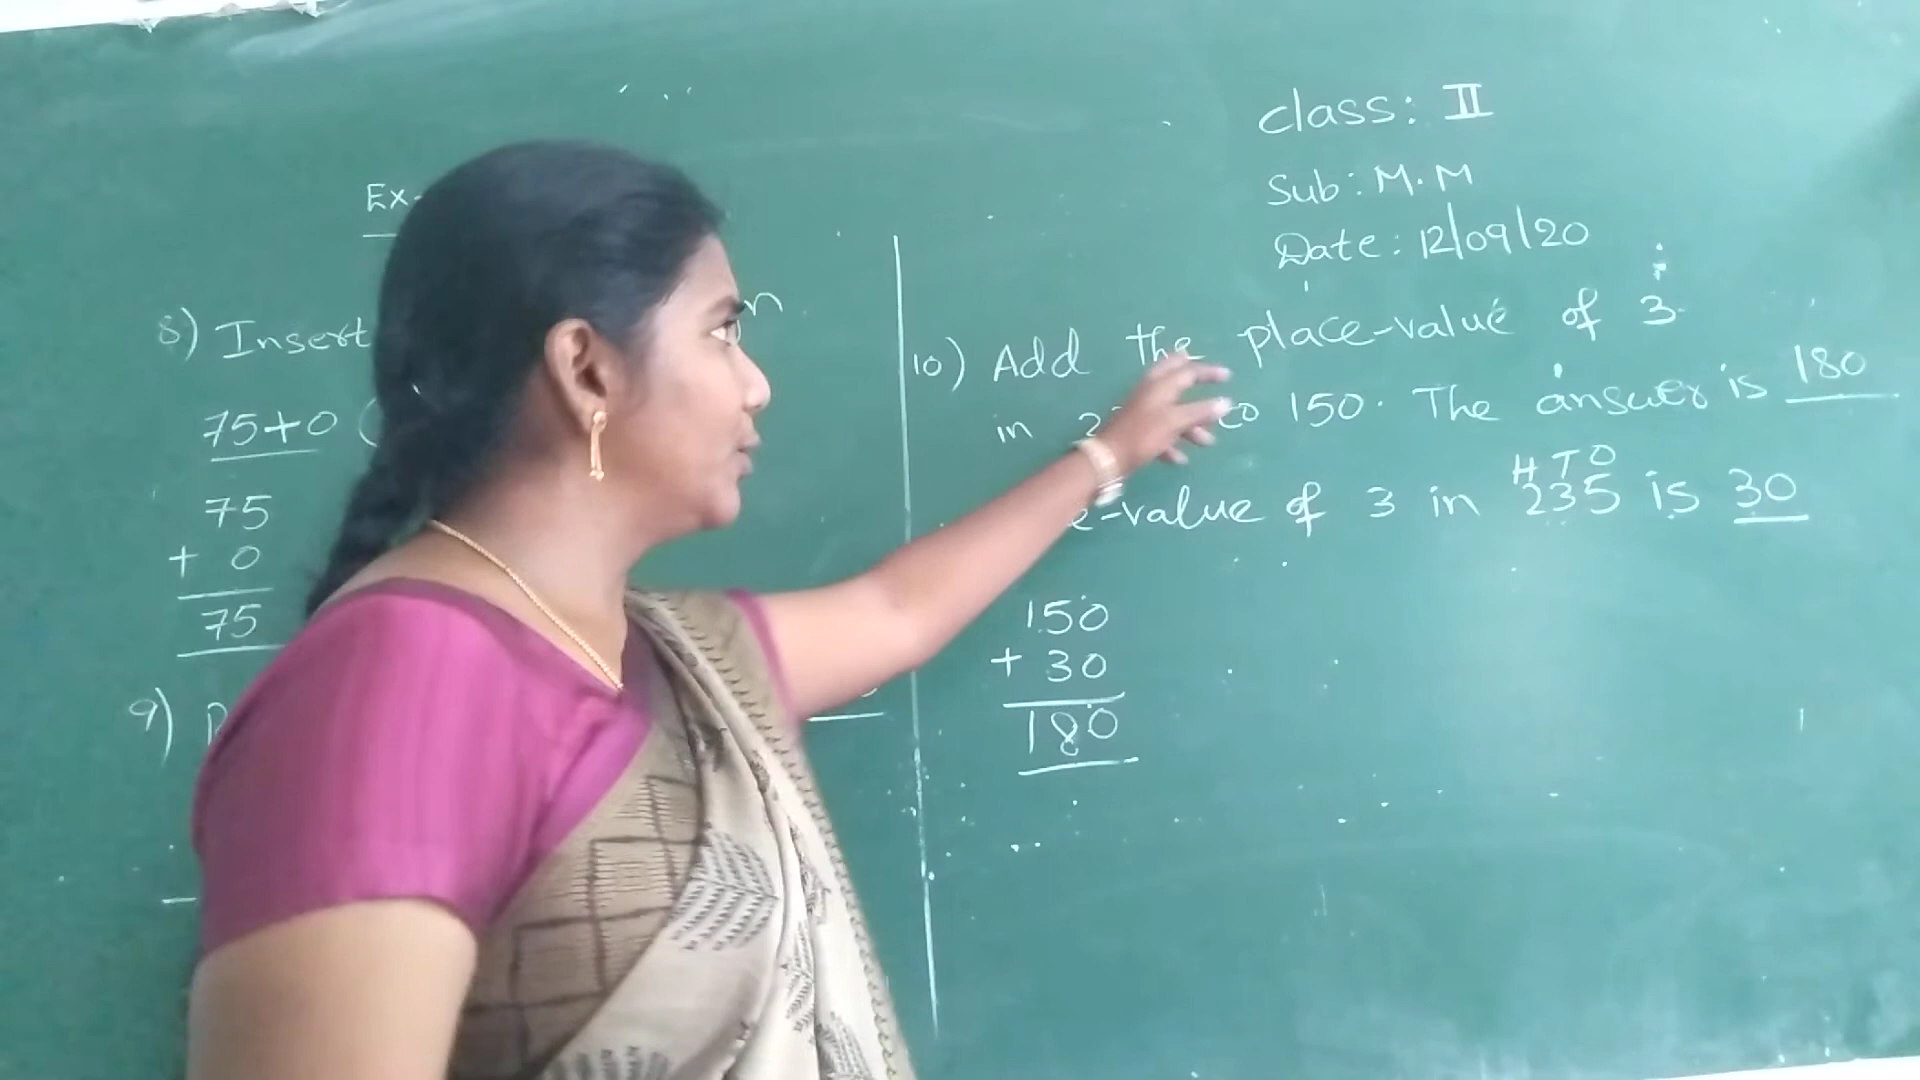 class: II
Sub: M.M
Date: 12/09/20
Ex-
8) Insert
75+0 (
75
+ 0
75
9)
10) Add the place-value of 3
in to 150. The answer is 180
H T O
e-value of 3 in 235 is 30
150
+ 30
180